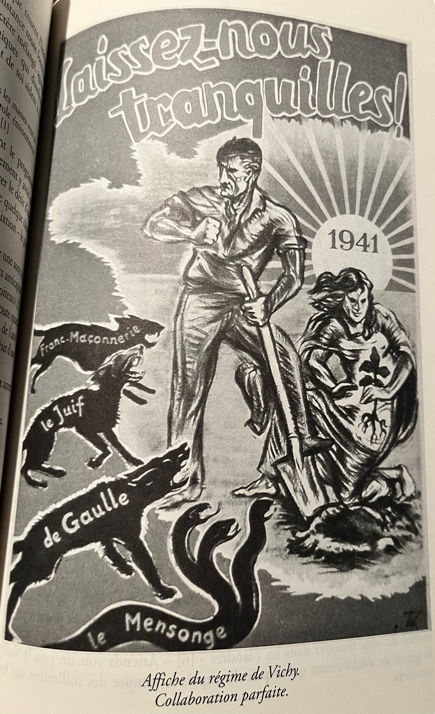 laissez-nous
tranquilles!
1941
Franc-Maçonnerie
le Juif
de Gaulle
le Mensonge
Affiche du régime de Vichy.
Collaboration parfaite.